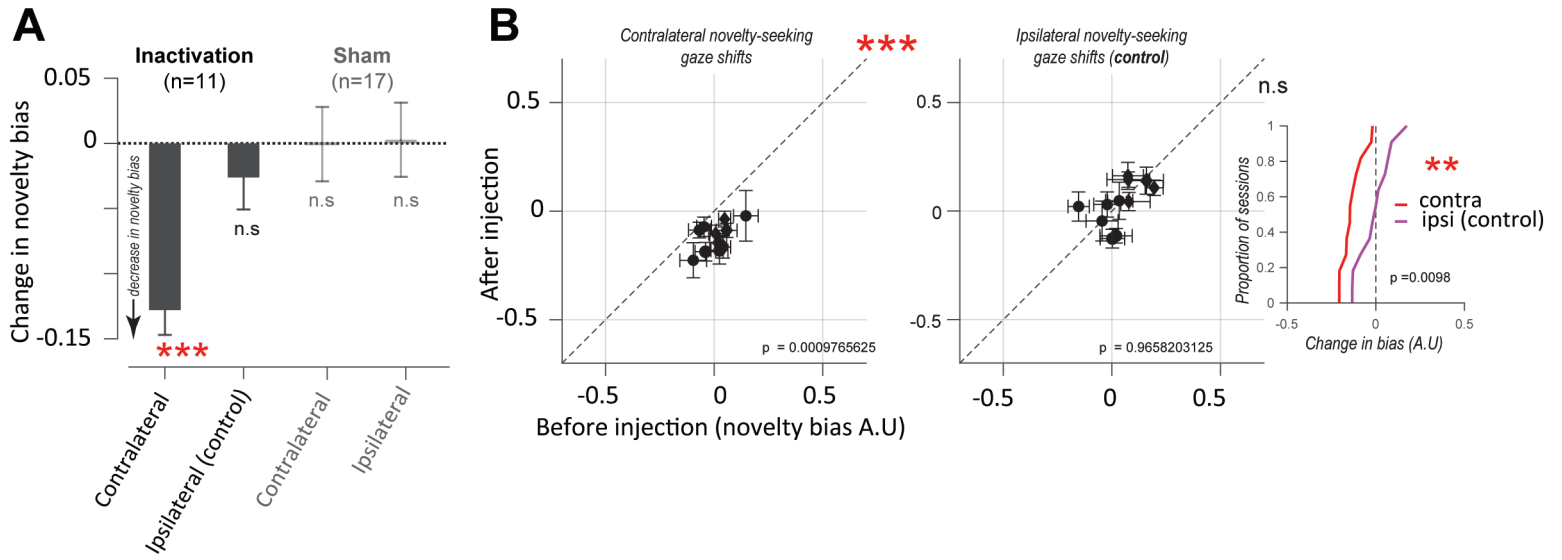 A
Inactivation
(n=11)
Sham
(n=17)
0.05
0
-0.15
Change in novelty bias
decrease in novelty bias
***
n.s
n.s
n.s
Contralateral
Ipsilateral (control)
Contralateral
Ipsilateral
B
Contralateral novelty-seeking
gaze shifts
***
0.5
0
-0.5
After injection
p = 0.0009765625
-0.5
0
0.5
Before injection (novelty bias A.U)
Ipsilateral novelty-seeking
gaze shifts (control)
n.s
0.5
0
-0.5
p = 0.9658203125
-0.5
0
0.5
Proportion of sessions
1
0.8
0.6
0.4
0.2
0
**
contra
ipsi (control)
p =0.0098
-0.5
0
0.5
Change in bias (A.U)